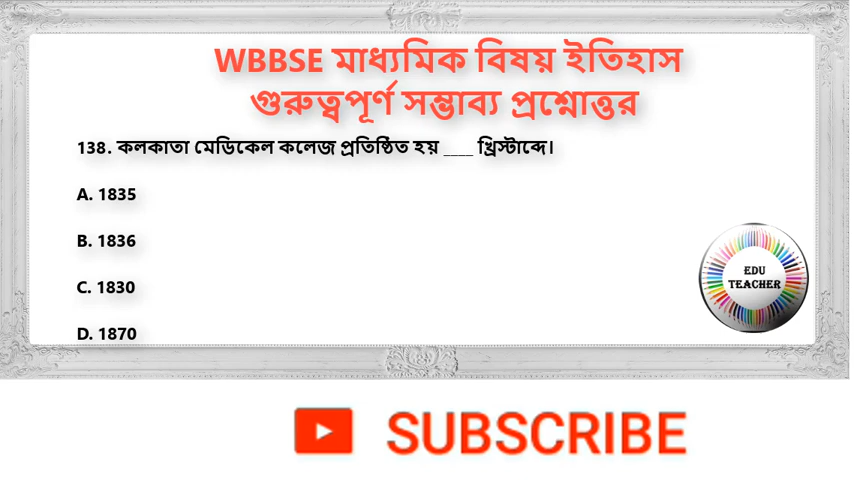 WBBSE মাধ্যমিক বিষয় ইতিহাস
গুরুত্বপূর্ণ সম্ভাব্য প্রশ্নোত্তর
138. কলকাতা মেডিকেল কলেজ প্রতিষ্ঠিত হয় ____ খ্রিস্টাব্দে।
A. 1835
B. 1836
C. 1830
D. 1870
EDU
TEACHER
SUBSCRIBE